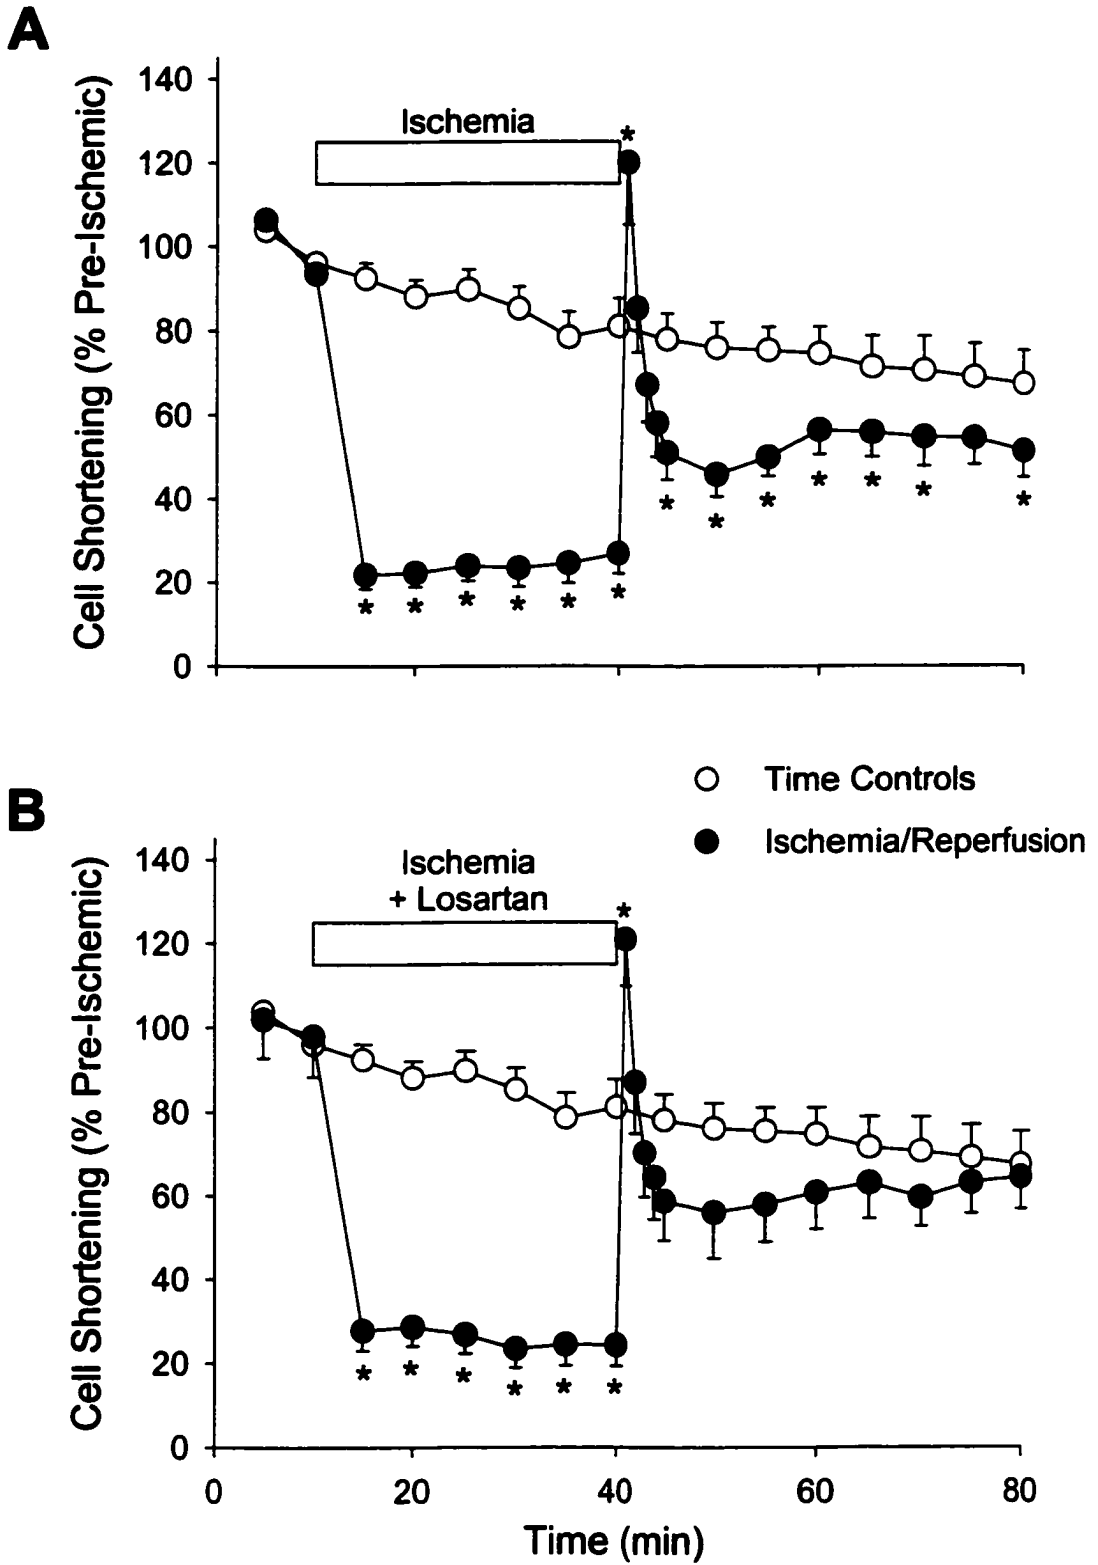 A
Cell Shortening (% Pre-Ischemic)
140
120
100
80
60
40
20
0
Ischemia
*
* * * * * *
* * * * * * *
Time Controls
Ischemia/Reperfusion
B
Cell Shortening (% Pre-Ischemic)
140
120
100
80
60
40
20
0
Ischemia
+ Losartan
*
* * * * * *
0 20 40 60 80
Time (min)